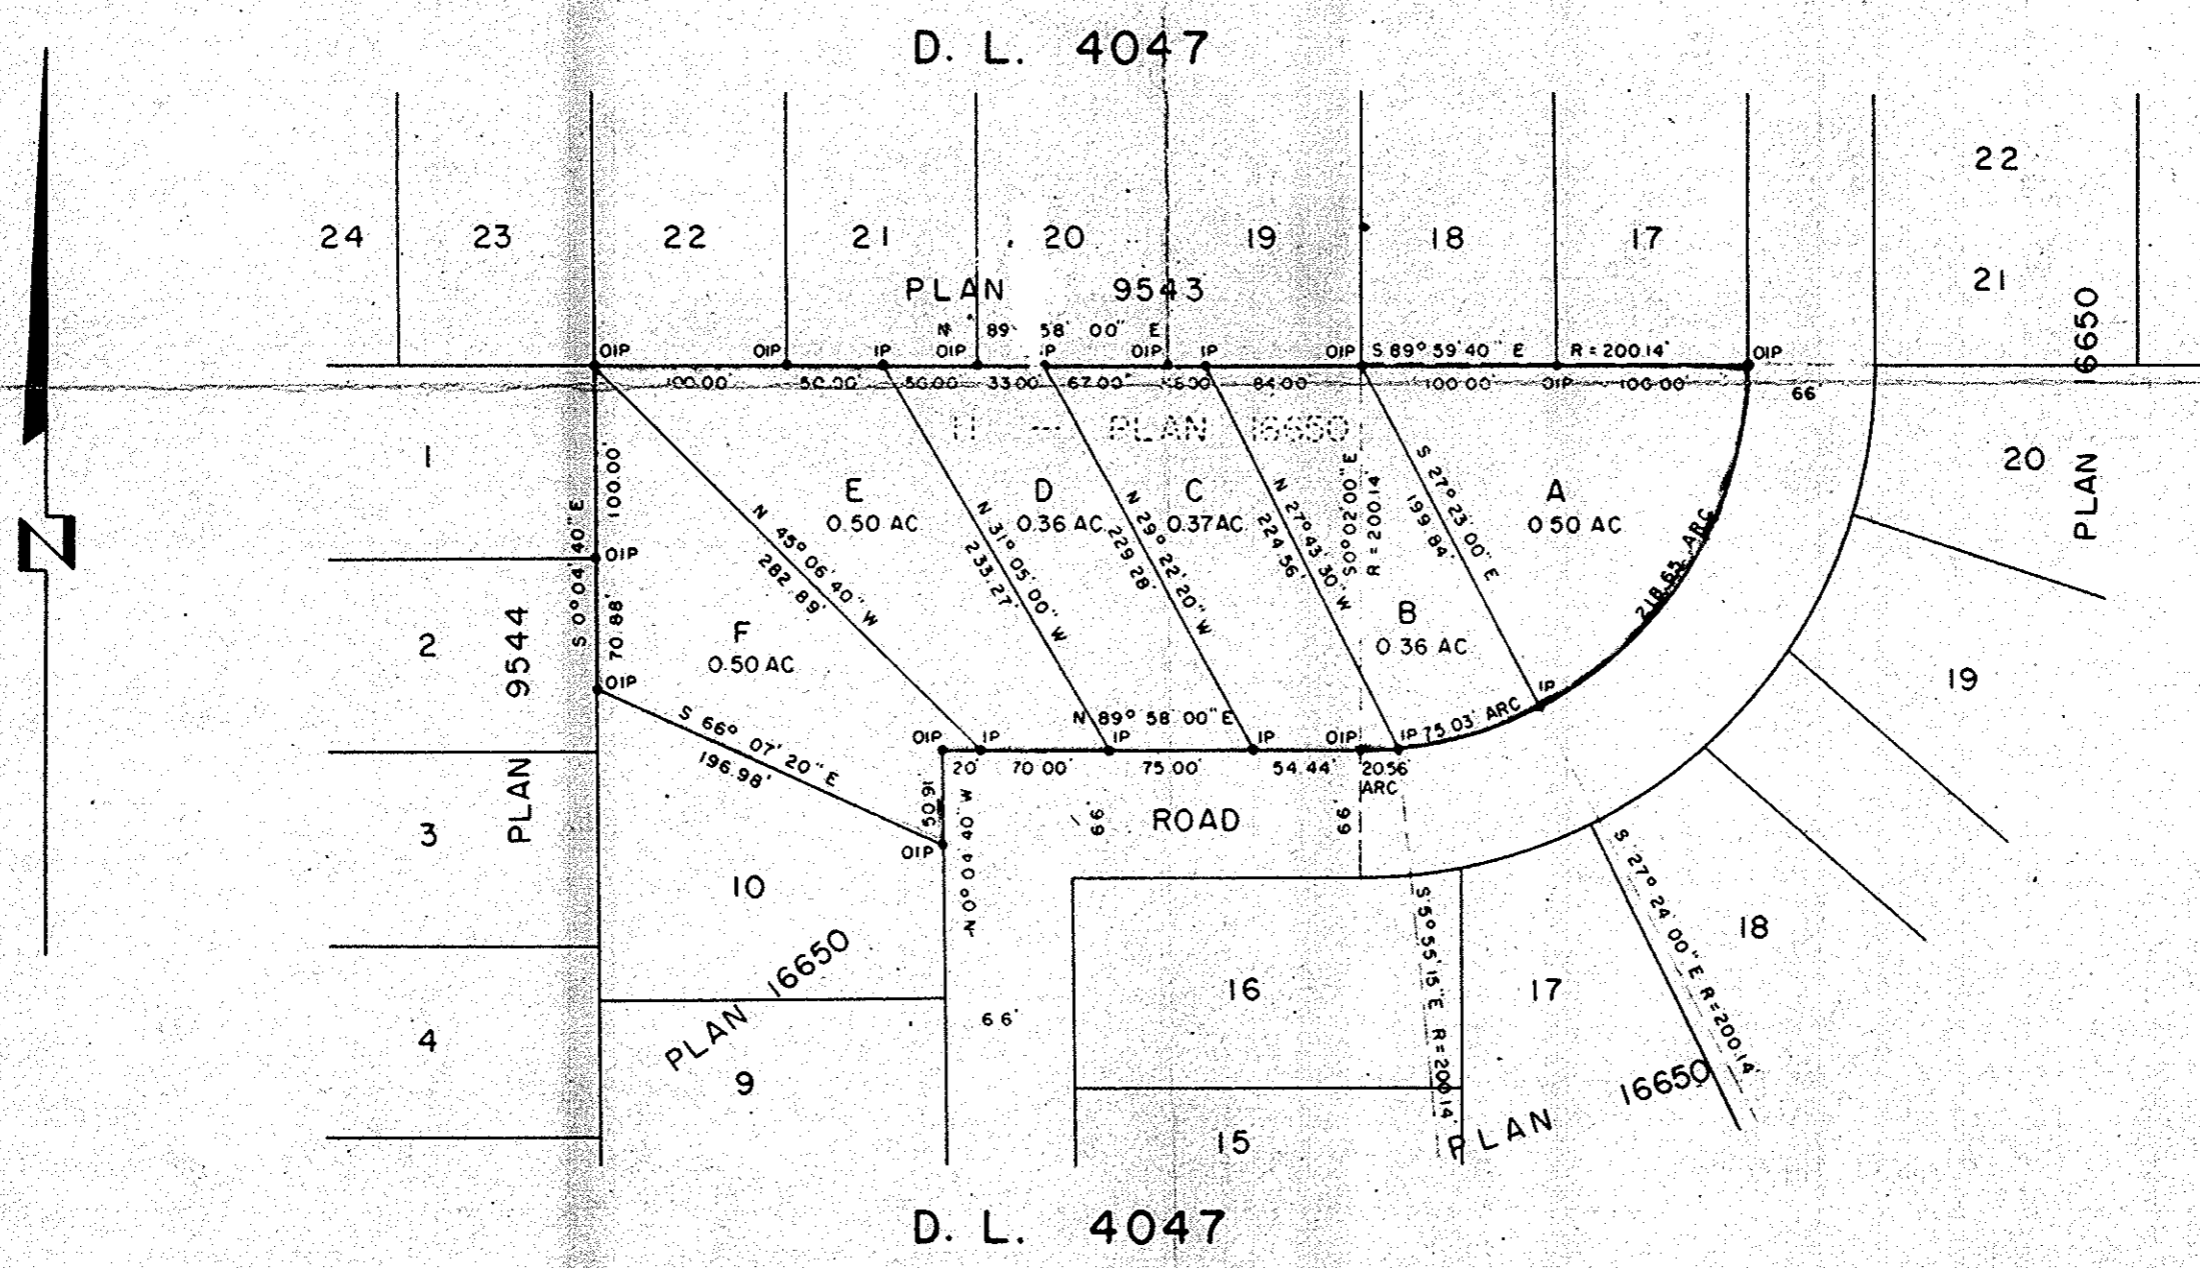 D. L. 4047
24
23
22
21
20
19
18
17
22
21
PLAN 9543
N 89° 58' 00" E
OIP
OIP
IP
OIP
IP
OIP
IP
OIP
S 89° 59' 40" E
R = 200.14'
OIP
100.00'
50.00'
50.00'
33.00'
67.00'
84.00
100.00'
OIP
100.00'
66'
11 --- PLAN 16650
PLAN 16650
1
2
3
4
PLAN 9544
S 0° 04' 40" E
100.00'
OIP
70.88'
OIP
E
0.50 AC
D
0.36 AC.
C
0.37 AC.
A
0.50 AC
B
0.36 AC
F
0.50 AC
N 45° 06' 40" W
282.89'
N 31° 05' 00" W
233.27'
N 29° 22' 20" W
229.28'
N 27° 43' 30" W
224.56'
S 0° 02' 00" E
R = 200.14'
S 27° 23' 00" E
199.84'
218.65 ARC
20
19
18
17
S 66° 07' 20" E
196.98'
N 89° 58' 00" E
OIP
IP
IP
IP
OIP
IP
75.03' ARC
IP
20'
70.00'
75.00'
54.44'
20.56
ARC
50.91
OIP
N 0° 04' 40" W
66'
ROAD
66'
10
PLAN 16650
9
66'
16
15
S 5° 55' 15" E R = 200.14'
S 27° 24' 00" E R = 200.14'
PLAN 16650
D. L. 4047